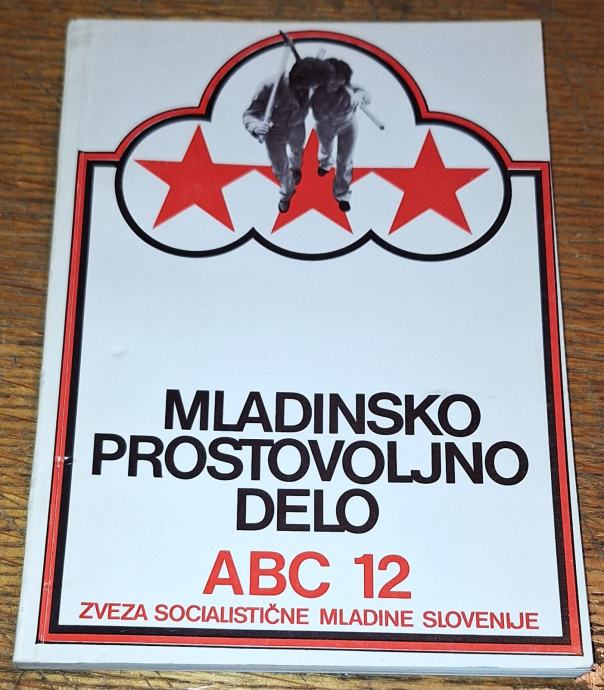 MLADINSKO
PROSTOVOLJNO
DELO
ABC 12
ZVEZA SOCIALISTIČNE MLADINE SLOVENIJE